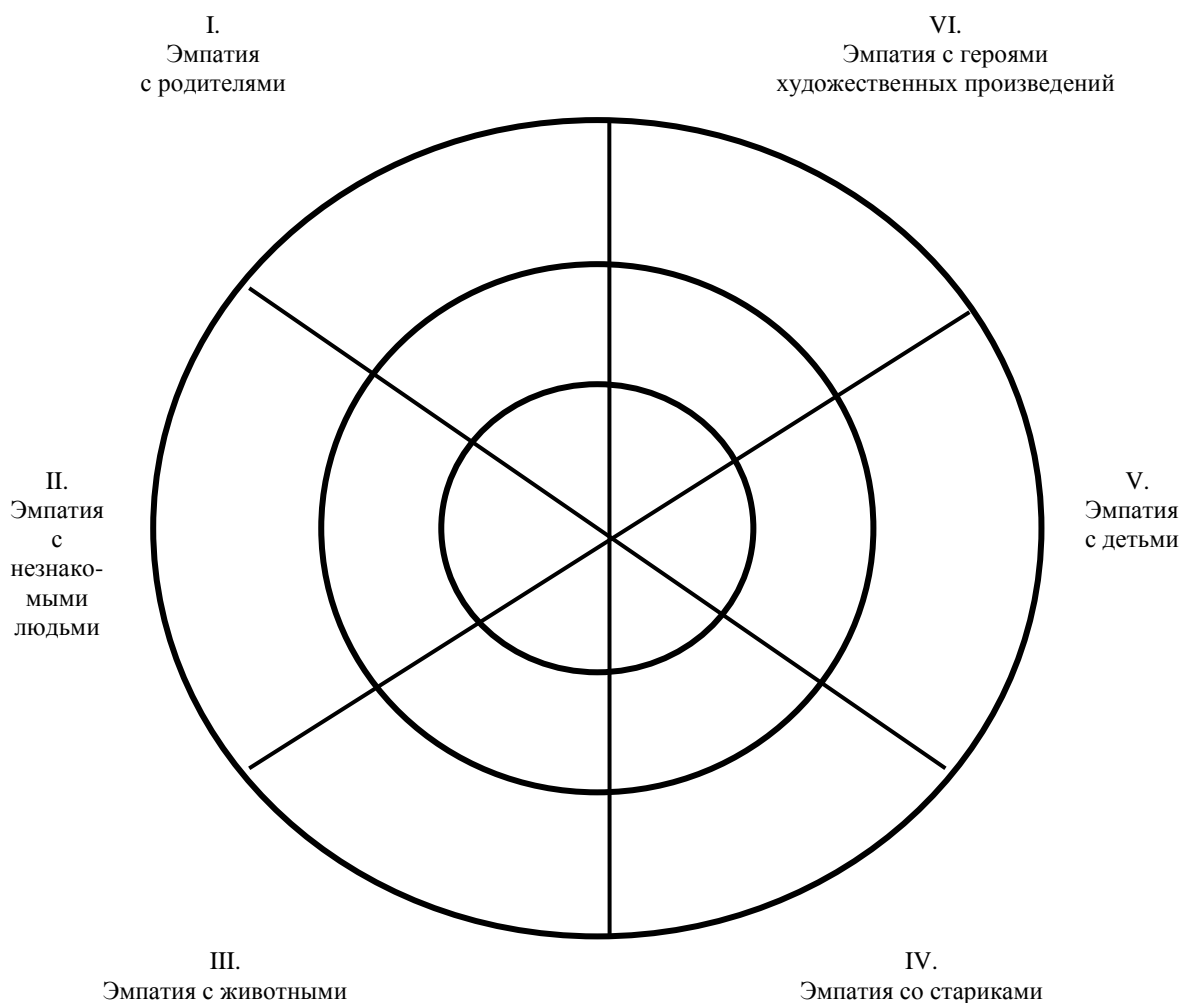 I.
Эмпатия
с родителями
VI.
Эмпатия с героями
художественных произведений
II.
Эмпатия
с
незнако-
мыми
людьми
V.
Эмпатия
с детьми
III.
Эмпатия с животными
IV.
Эмпатия со стариками